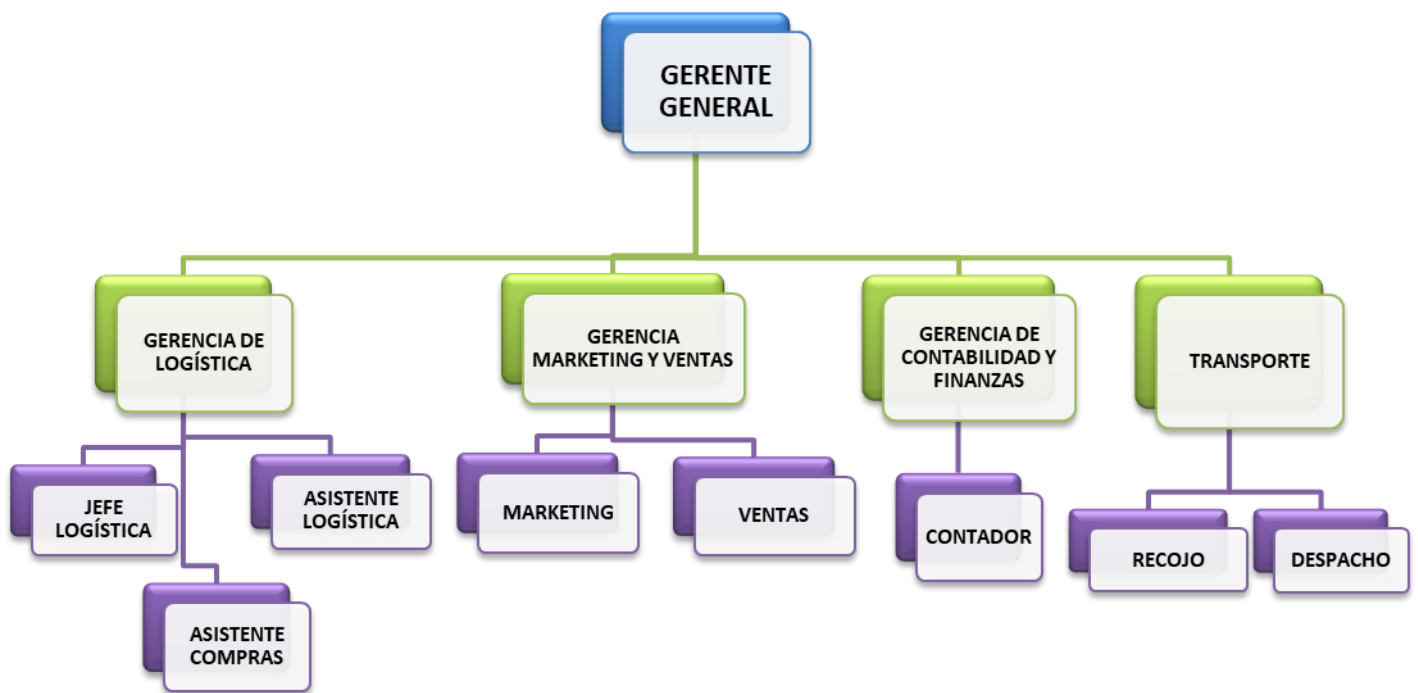 GERENTE
GENERAL
GERENCIA DE
LOGÍSTICA
GERENCIA
MARKETING Y VENTAS
GERENCIA DE
CONTABILIDAD Y
FINANZAS
TRANSPORTE
JEFE
LOGÍSTICA
ASISTENTE
LOGÍSTICA
ASISTENTE
COMPRAS
MARKETING
VENTAS
CONTADOR
RECOJO
DESPACHO